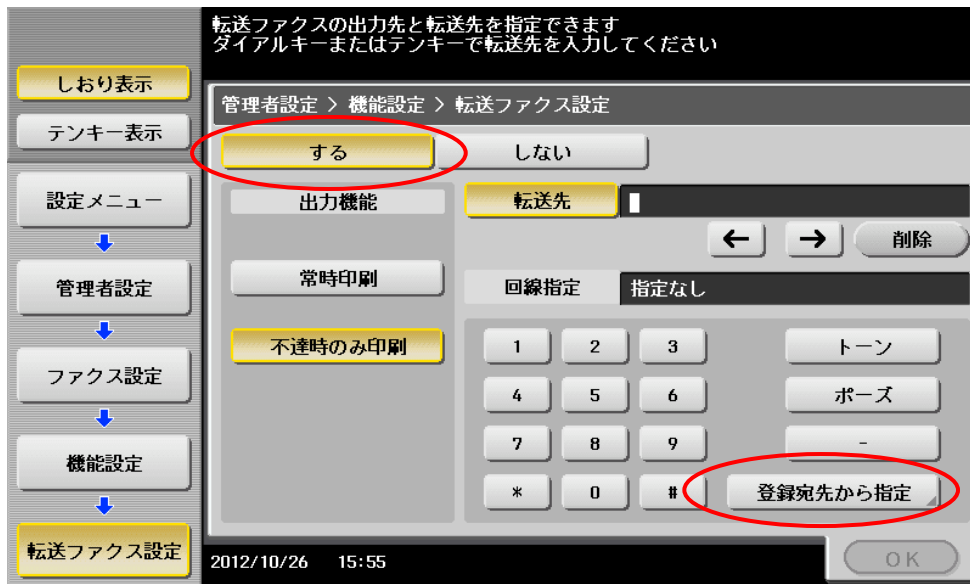 転送ファクスの出力先と転送先を指定できます
ダイアルキーまたはテンキーで転送先を入力してください
しおり表示
テンキー表示
設定メニュー
管理者設定
ファクス設定
機能設定
転送ファクス設定
管理者設定 > 機能設定 > 転送ファクス設定
する しない
出力機能
常時印刷
不達時のみ印刷
転送先
← → 削除
回線指定 指定なし
1 2 3 トーン
4 5 6 ポーズ
7 8 9 -
* 0 # 登録宛先から指定
2012/10/26 15:55
OK